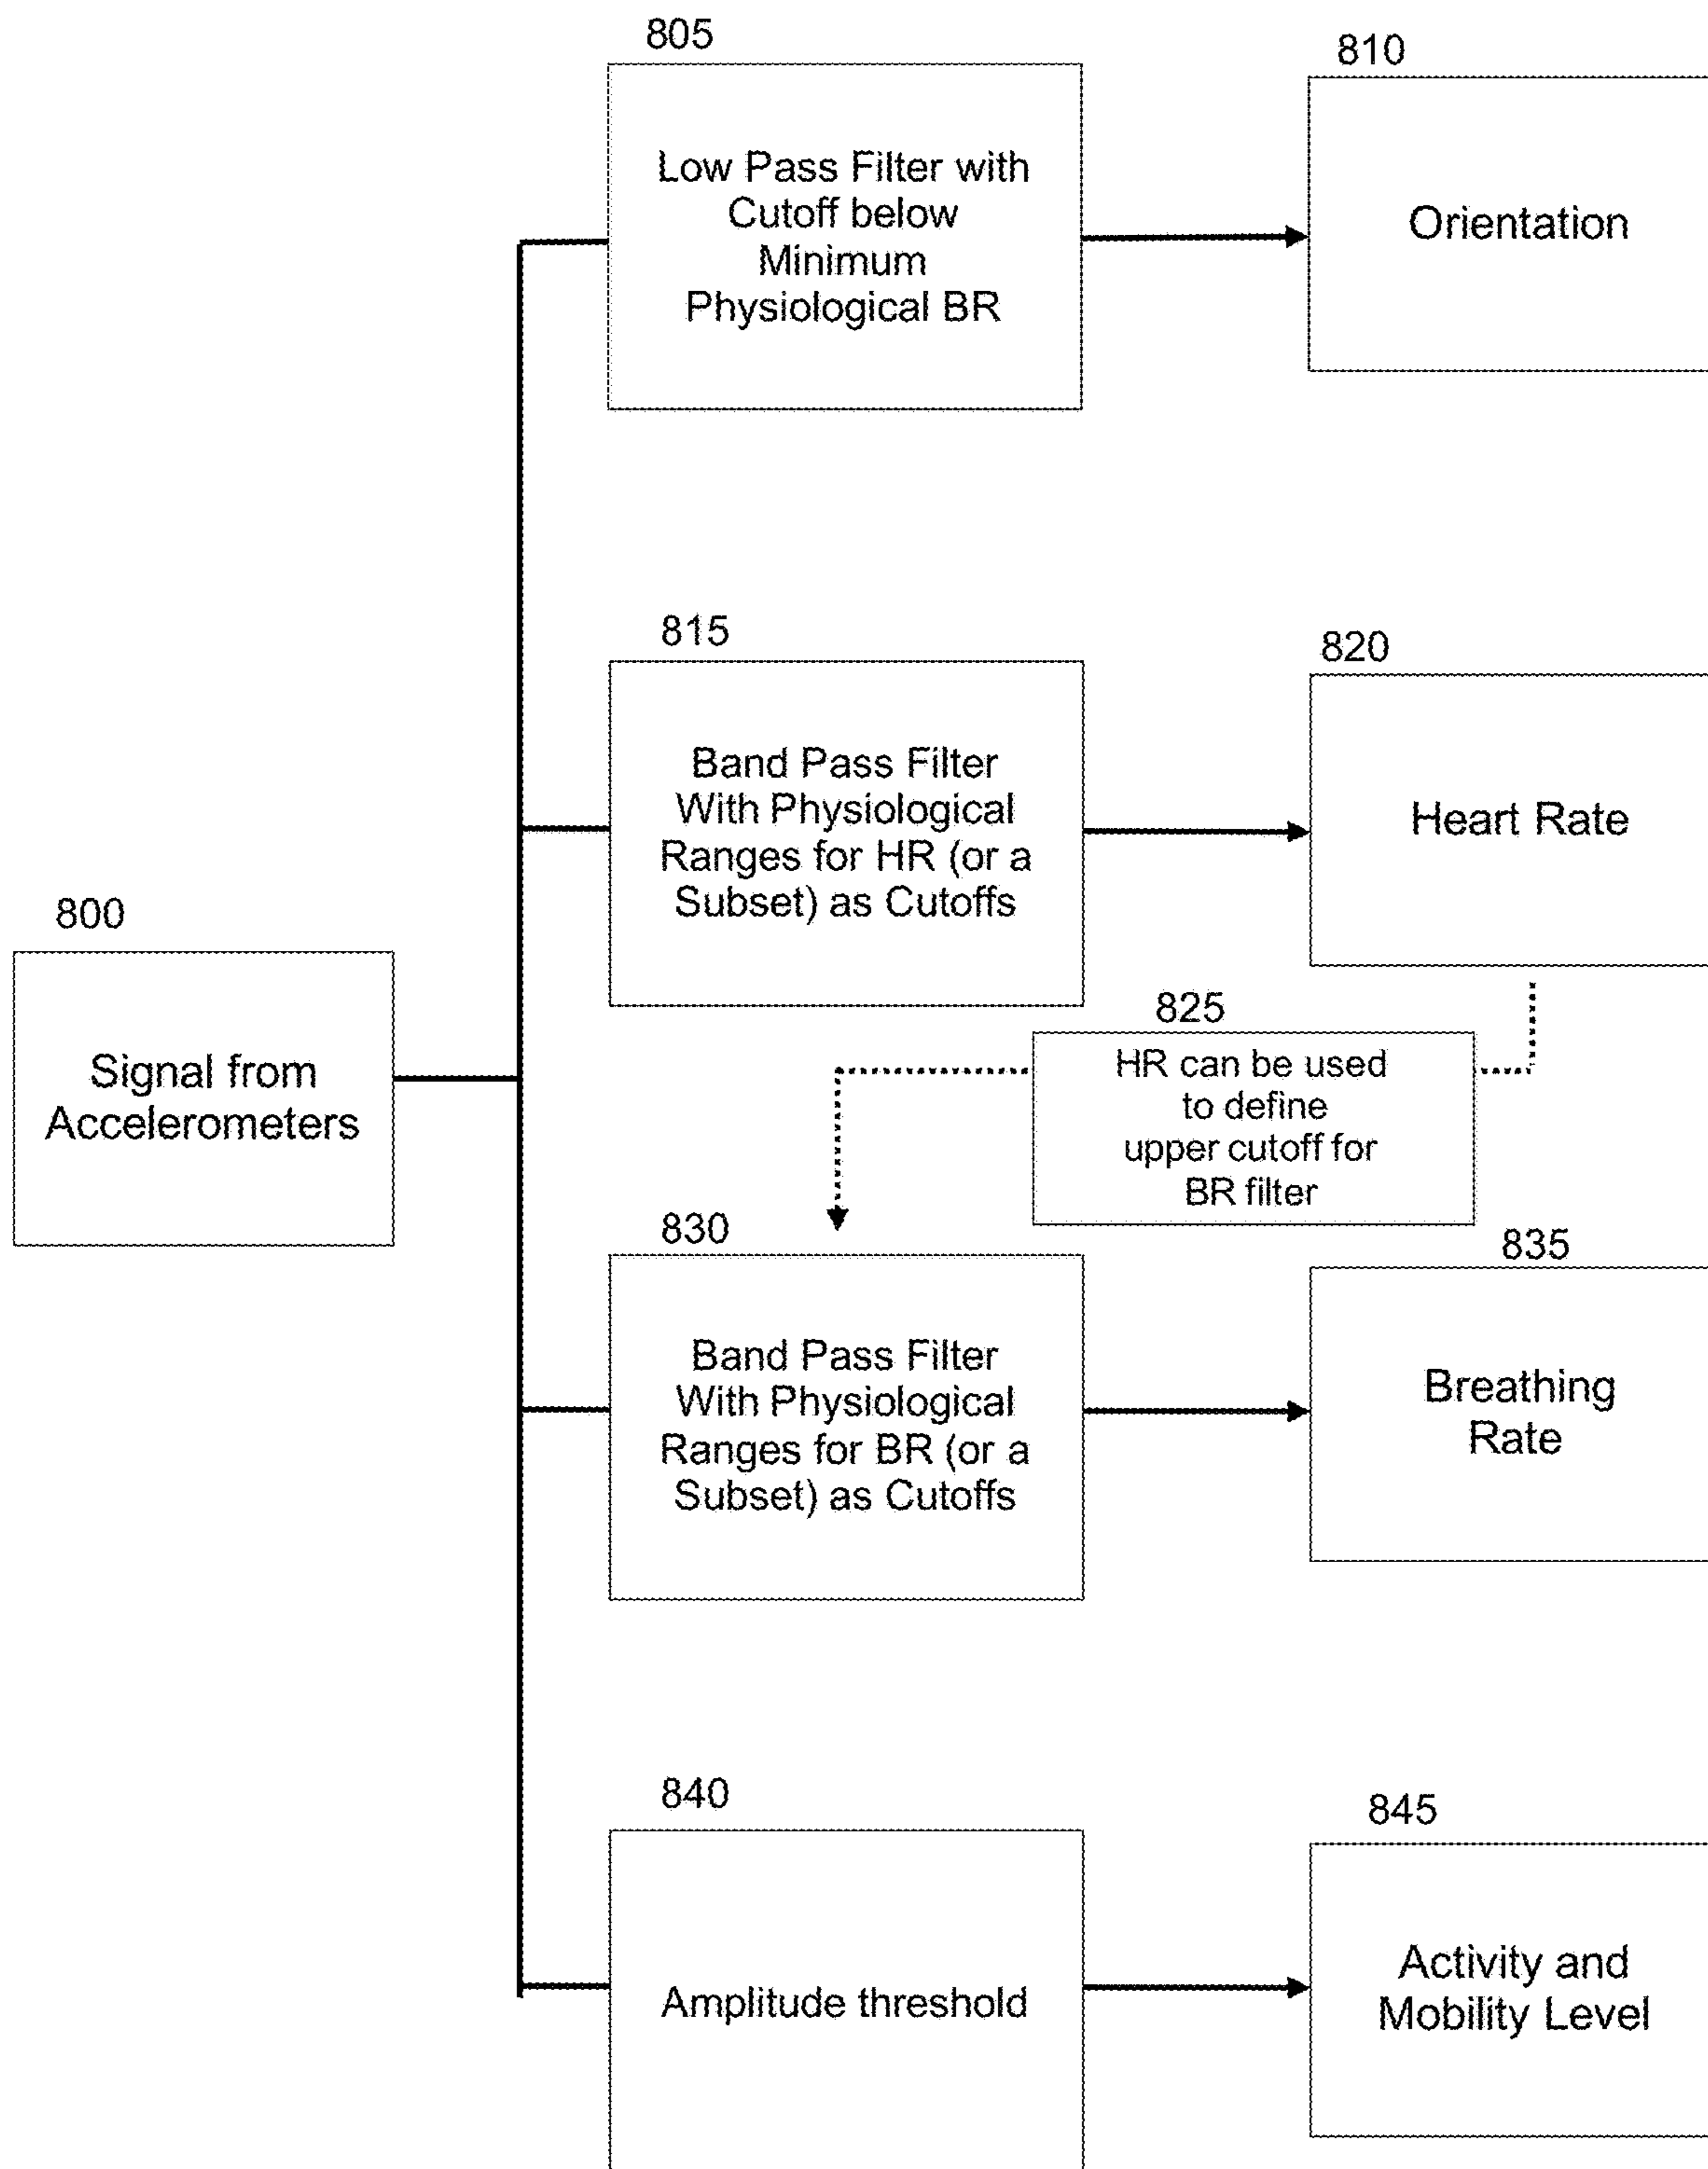 805
Low Pass Filter with
Cutoff below
Minimum
Physiological BR
810
Orientation
815
Band Pass Filter
With Physiological
Ranges for HR (or a
Subset) as Cutoffs
820
Heart Rate
800
Signal from
Accelerometers
825
HR can be used
to define
upper cutoff for
BR filter
830
Band Pass Filter
With Physiological
Ranges for BR (or a
Subset) as Cutoffs
835
Breathing
Rate
840
Amplitude threshold
845
Activity and
Mobility Level